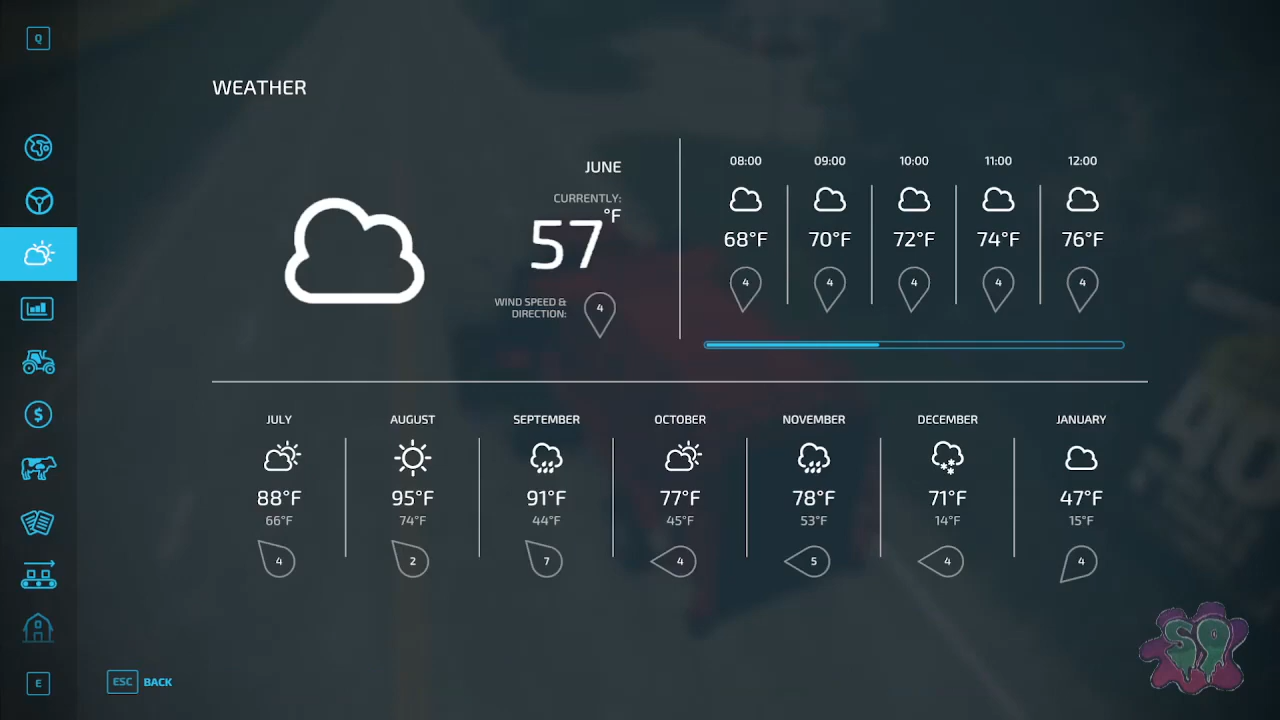 Q
WEATHER
JUNE
CURRENTLY:
57°F
WIND SPEED &
DIRECTION:
4
08:00 09:00 10:00 11:00 12:00
68°F 70°F 72°F 74°F 76°F
4 4 4 4 4
JULY AUGUST SEPTEMBER OCTOBER NOVEMBER DECEMBER JANUARY
88°F 95°F 91°F 77°F 78°F 71°F 47°F
66°F 74°F 44°F 45°F 53°F 14°F 15°F
4 2 7 4 5 4 4
$
E
ESC BACK
S9